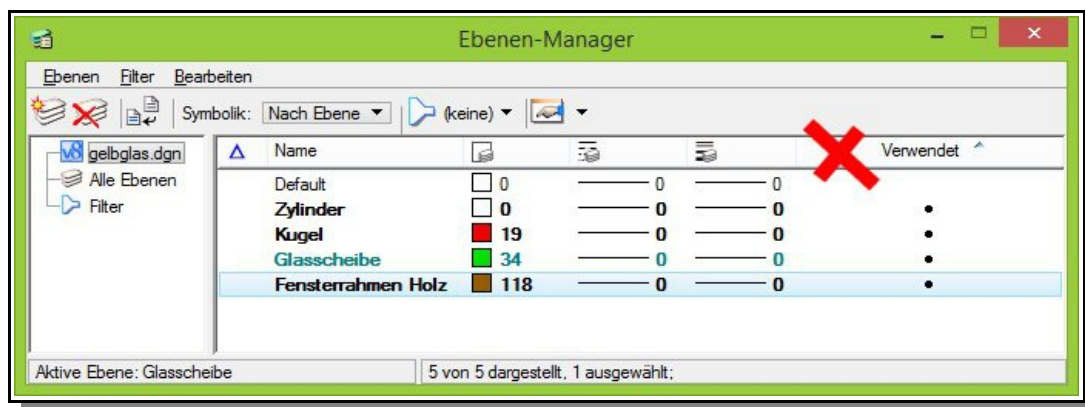 Ebenen-Manager
Ebenen Filter Bearbeiten
Symbolik: Nach Ebene (keine)
v8 gelbglas.dgn
Alle Ebenen
Filter
Name Verwendet
Default 0 0 0
Zylinder 0 0 0
Kugel 19 0 0
Glasscheibe 34 0 0
Fensterrahmen Holz 118 0 0
Aktive Ebene: Glasscheibe 5 von 5 dargestellt, 1 ausgewählt;